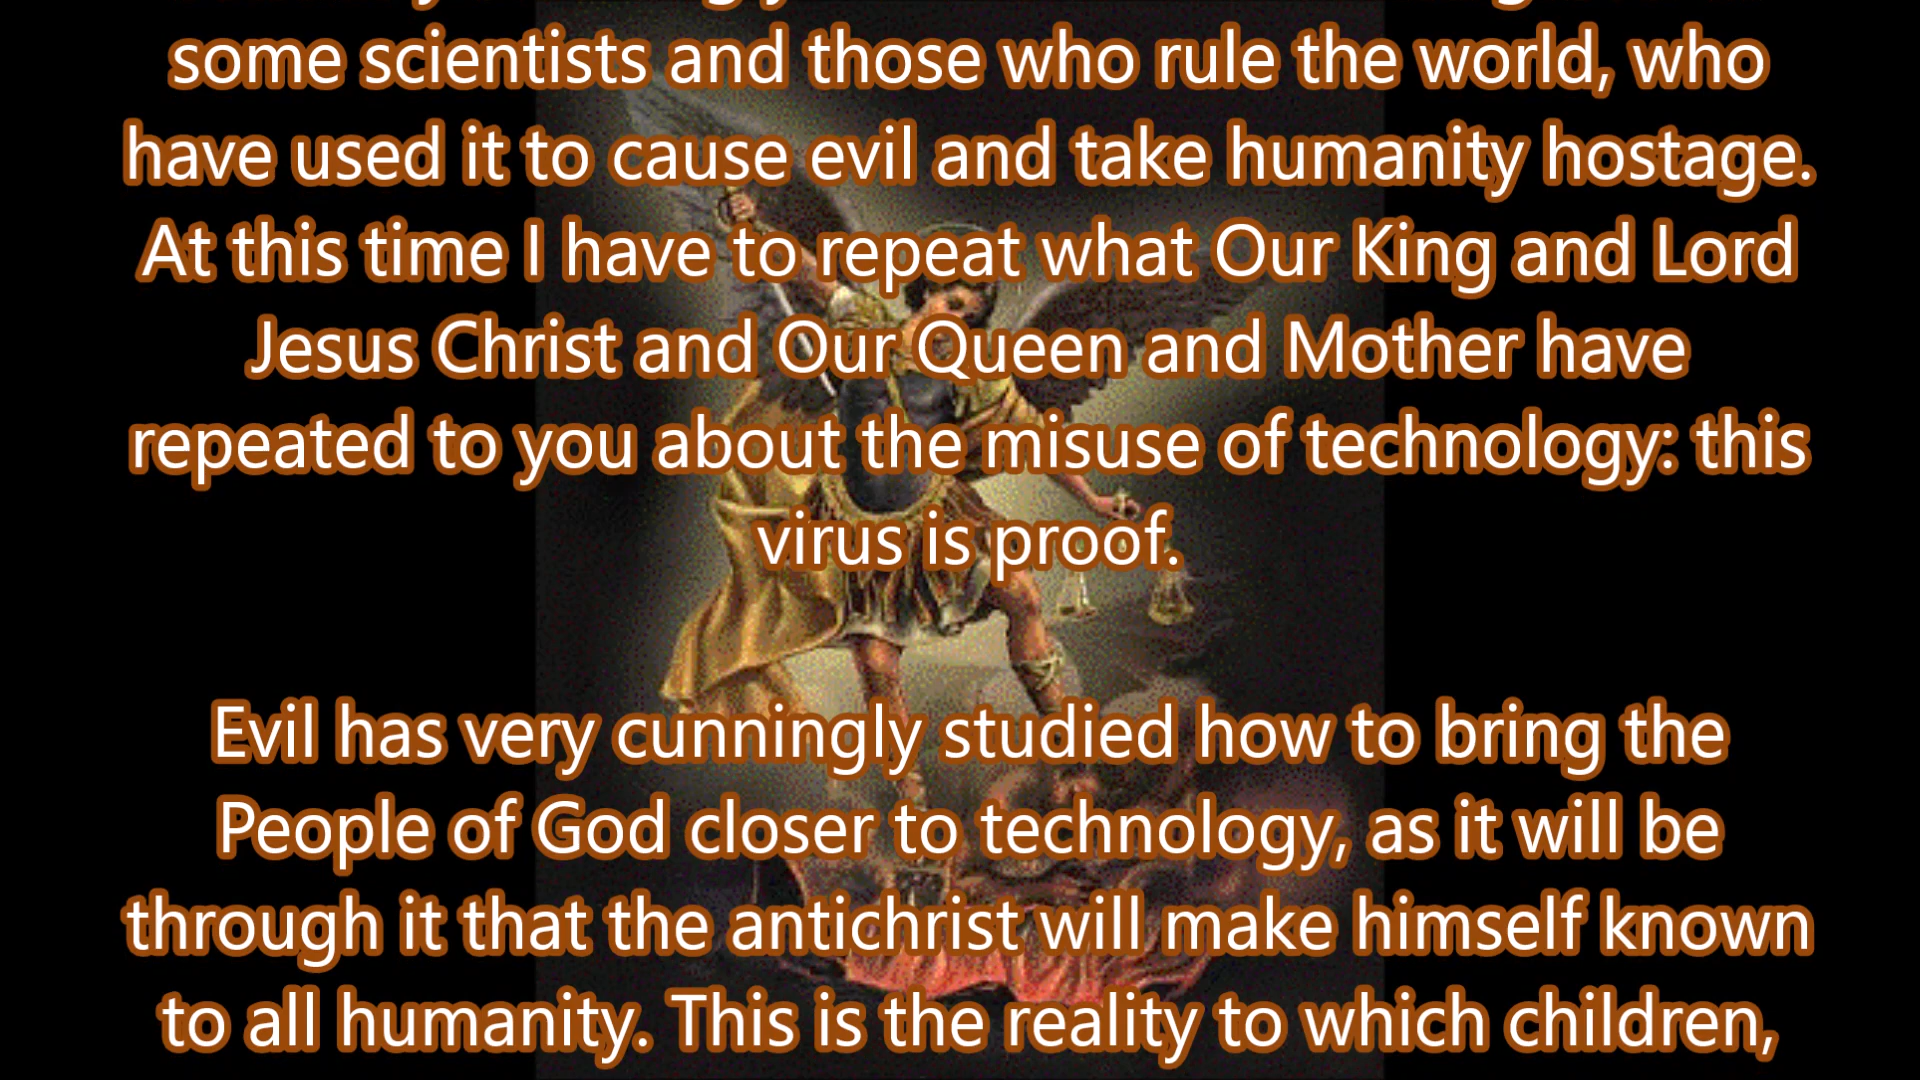 some scientists and those who rule the world, who
have used it to cause evil and take humanity hostage.
At this time I have to repeat what Our King and Lord
Jesus Christ and Our Queen and Mother have
repeated to you about the misuse of technology: this
virus is proof.
Evil has very cunningly studied how to bring the
People of God closer to technology, as it will be
through it that the antichrist will make himself known
to all humanity. This is the reality to which children,